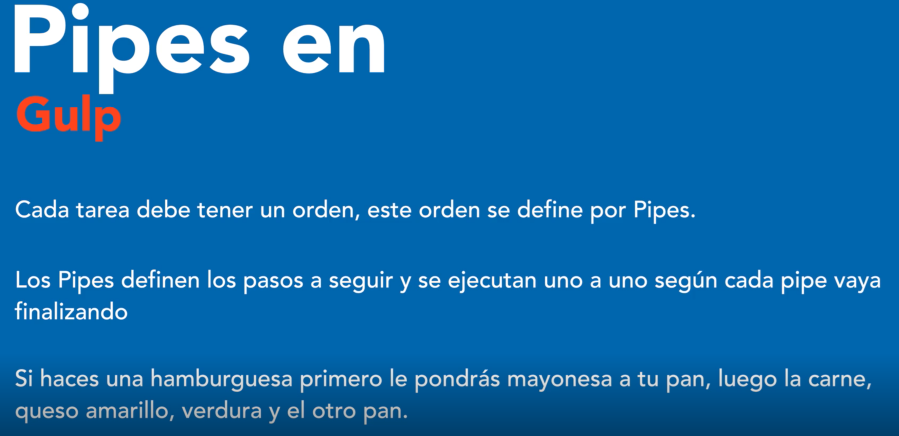 Pipes en
Gulp
Cada tarea debe tener un orden, este orden se define por Pipes.
Los Pipes definen los pasos a seguir y se ejecutan uno a uno según cada pipe vaya
finalizando
Si haces una hamburguesa primero le pondrás mayonesa a tu pan, luego la carne,
queso amarillo, verdura y el otro pan.